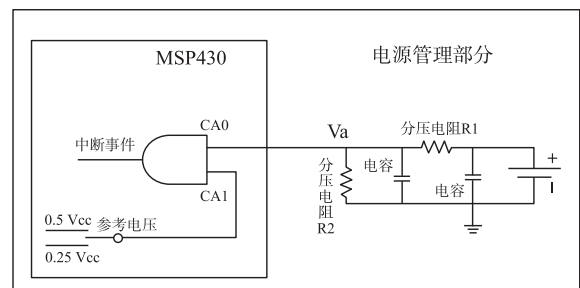 MSP430
电源管理部分
中断事件
CA0
CA1
Va
分压电阻R1
分压电阻R2
电容
电容
+
0.5 Vcc
参考电压
0.25 Vcc